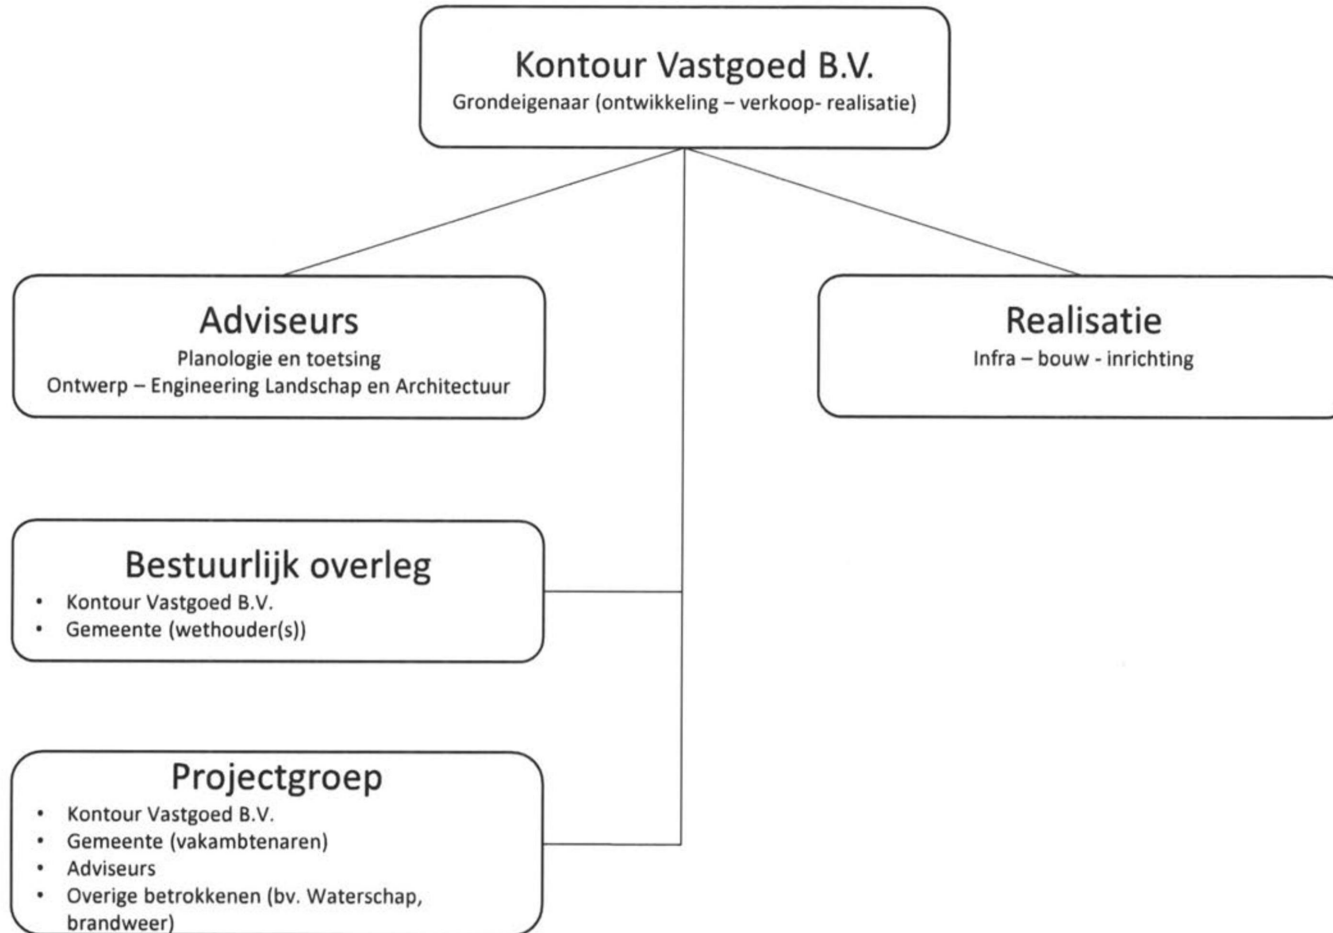 Kontour Vastgoed B.V.
Grondeigenaar (ontwikkeling – verkoop- realisatie)
Adviseurs
Planologie en toetsing
Ontwerp – Engineering Landschap en Architectuur
Realisatie
Infra – bouw - inrichting
Bestuurlijk overleg
• Kontour Vastgoed B.V.
• Gemeente (wethouder(s))
Projectgroep
• Kontour Vastgoed B.V.
• Gemeente (vakambtenaren)
• Adviseurs
• Overige betrokkenen (bv. Waterschap,
brandweer)